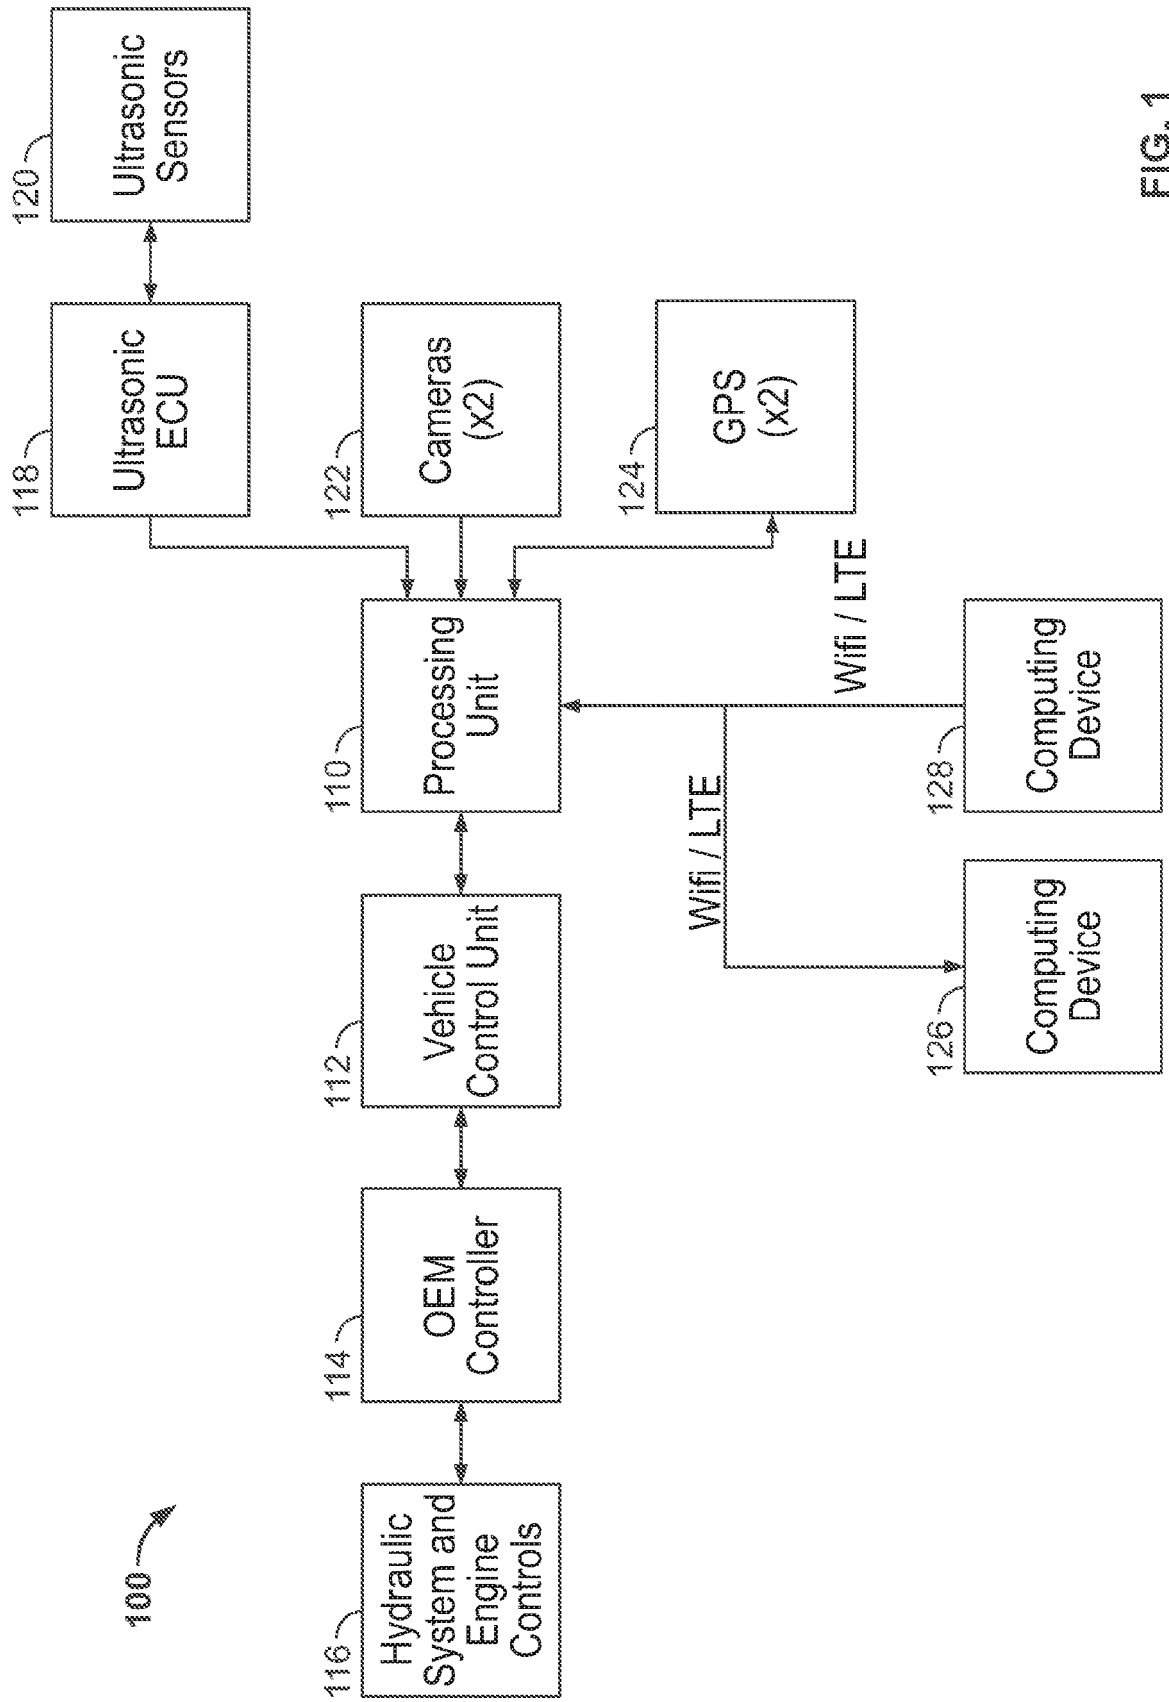 100
116
Hydraulic
System and
Engine
Controls
114
OEM
Controller
112
Vehicle
Control Unit
110
Processing
Unit
118
Ultrasonic
ECU
120
Ultrasonic
Sensors
122
Cameras
(x2)
124
GPS
(x2)
Wifi / LTE
Wifi / LTE
126
Computing
Device
128
Computing
Device
FIG. 1